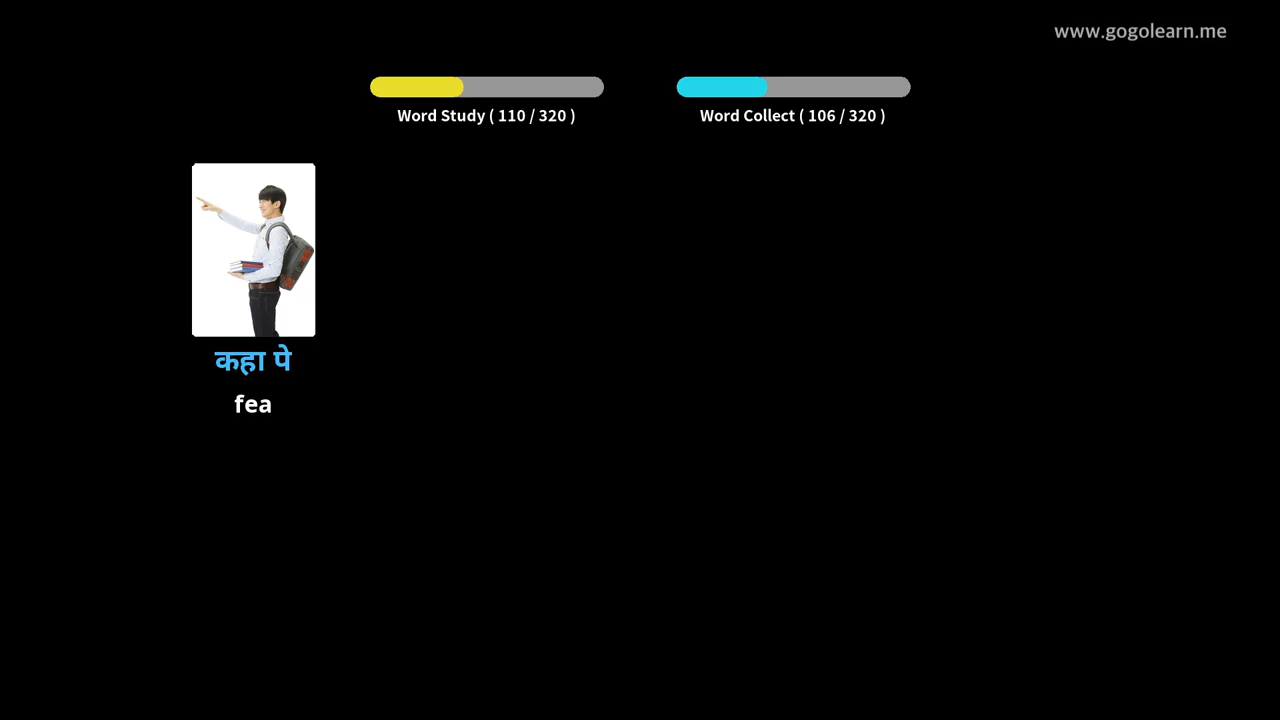 www.gogolearn.me
Word Study ( 110 / 320 )
Word Collect ( 106 / 320 )
कहा पे
fea